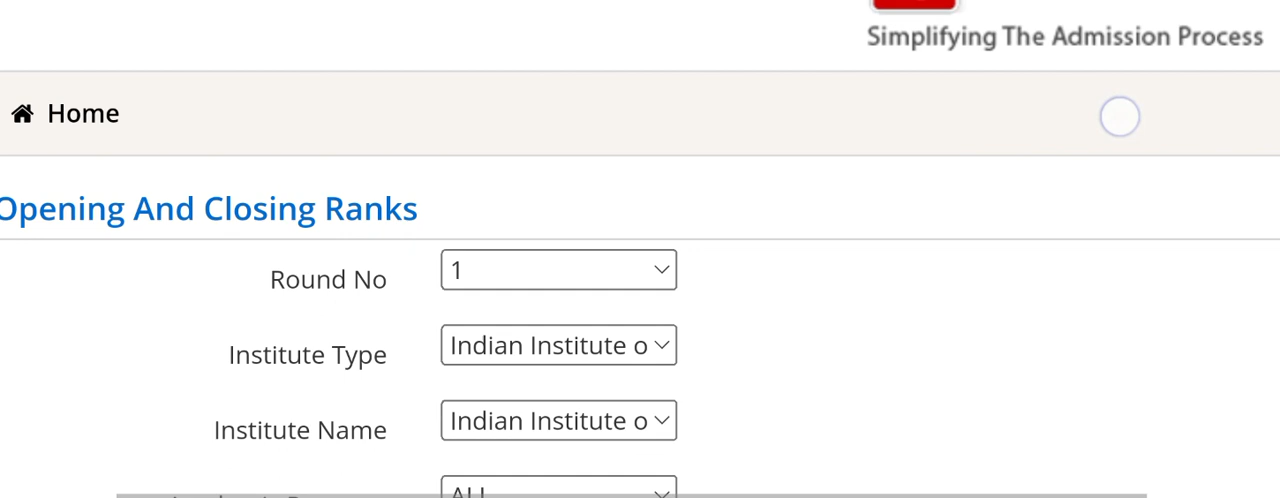 Simplifying The Admission Process
Home
Opening And Closing Ranks
Round No
1
Institute Type
Indian Institute o
Institute Name
Indian Institute o
ALL